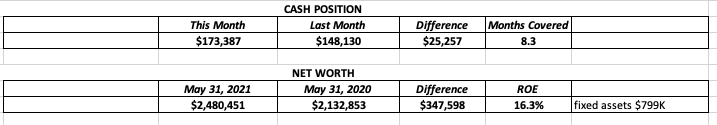 CASH POSITION
This Month Last Month Difference Months Covered
$173,387 $148,130 $25,257 8.3
NET WORTH
May 31, 2021 May 31, 2020 Difference ROE
$2,480,451 $2,132,853 $347,598 16.3% fixed assets $799K